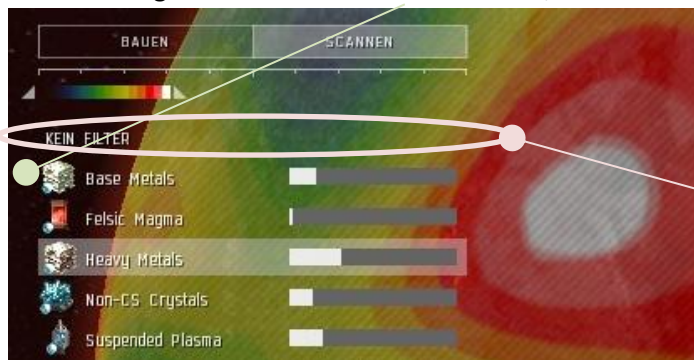 BAUEN SCANNEN
KEIN FILTER
Base Metals
Felsic Magma
Heavy Metals
Non-CS Crystals
Suspended Plasma